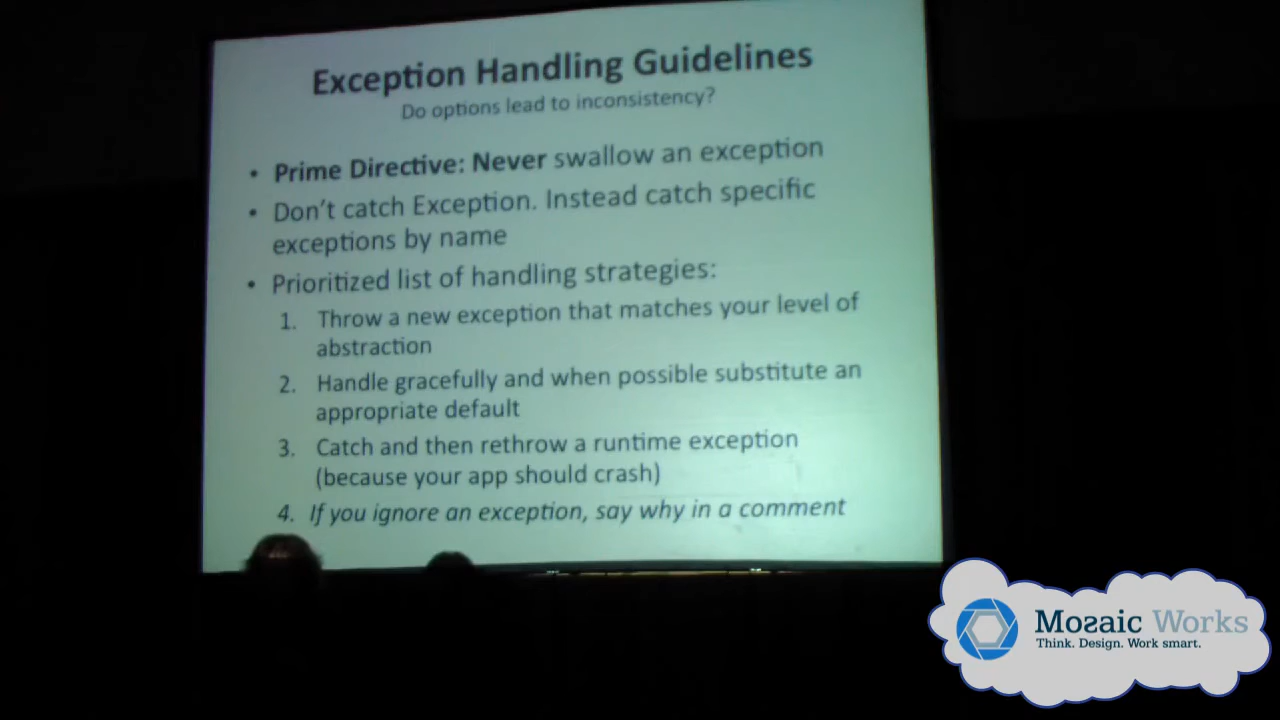 Exception Handling Guidelines
Do options lead to inconsistency?
• Prime Directive: Never swallow an exception
• Don't catch Exception. Instead catch specific
exceptions by name
• Prioritized list of handling strategies:
1. Throw a new exception that matches your level of
abstraction
2. Handle gracefully and when possible substitute an
appropriate default
3. Catch and then rethrow a runtime exception
(because your app should crash)
4. If you ignore an exception, say why in a comment
Mozaic Works
Think. Design. Work smart.